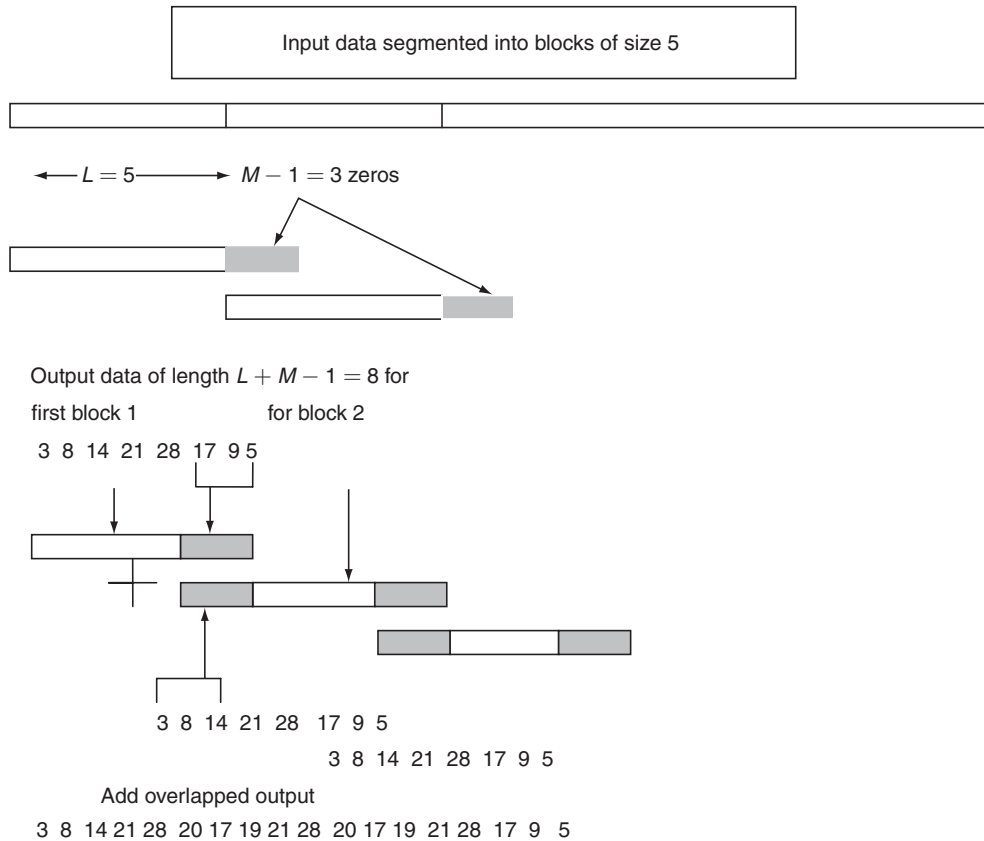 Input data segmented into blocks of size 5
L = 5 M − 1 = 3 zeros
Output data of length L + M − 1 = 8 for
first block 1 for block 2
3 8 14 21 28 17 9 5
3 8 14 21 28 17 9 5
3 8 14 21 28 17 9 5
Add overlapped output
3 8 14 21 28 20 17 19 21 28 20 17 19 21 28 17 9 5